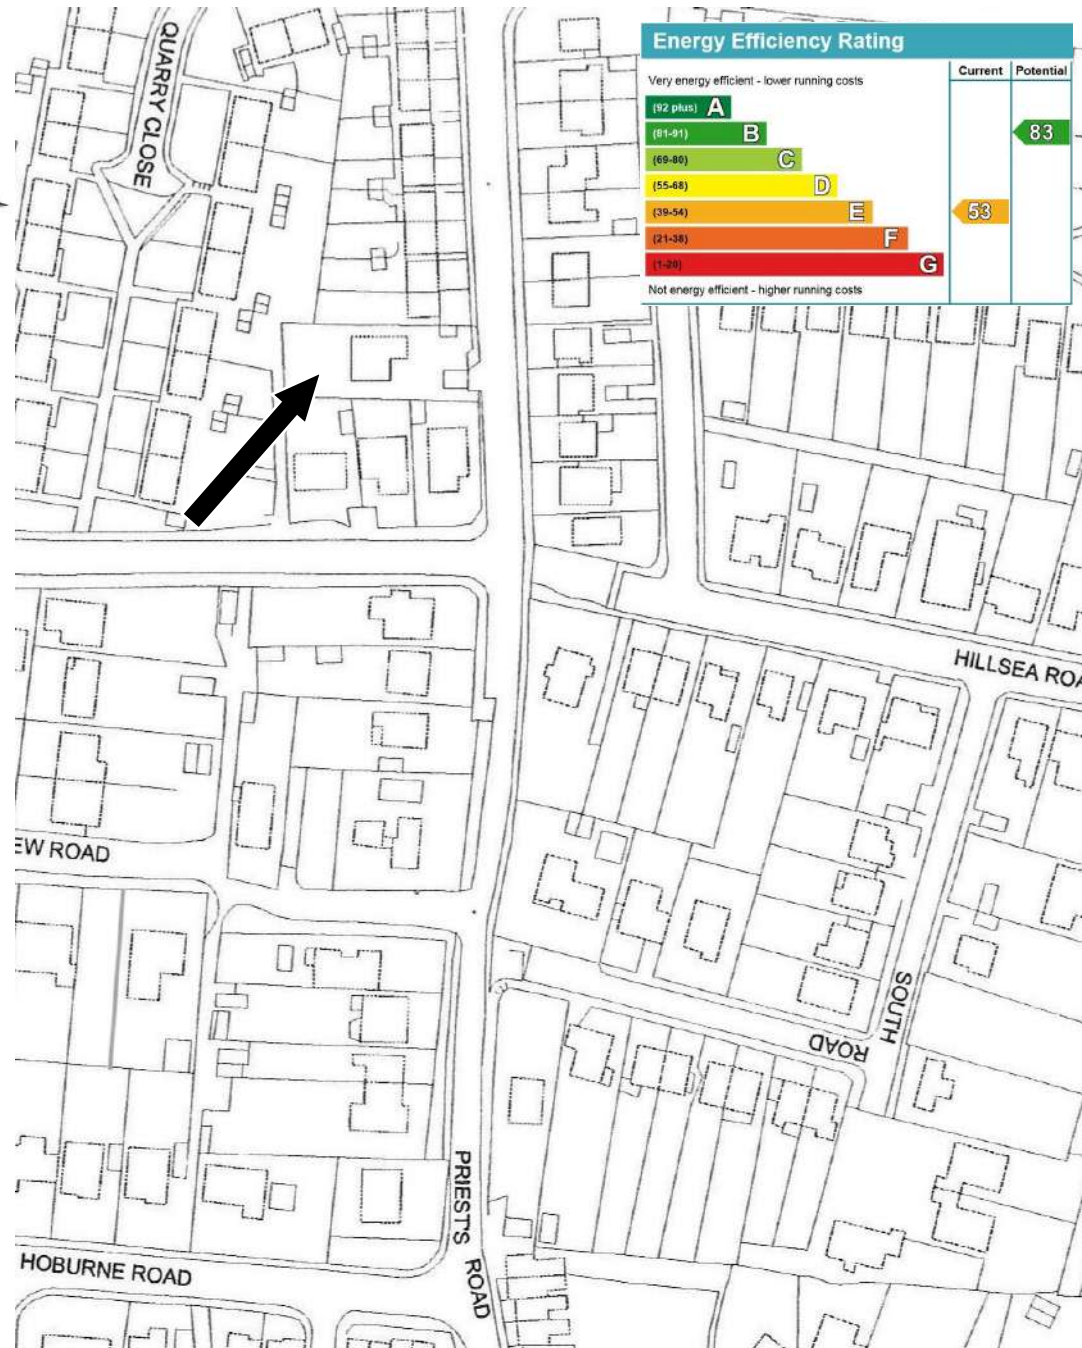 QUARRY CLOSE
Energy Efficiency Rating
Current Potential
Very energy efficient - lower running costs
(92 plus) A
(81-91) B
83
(69-80) C
(55-68) D
(39-54) E
53
(21-38) F
(1-20) G
Not energy efficient - higher running costs
HILLSEA ROA
EW ROAD
SOUTH
ROAD
PRIEST'S
ROAD
HOBURNE ROAD